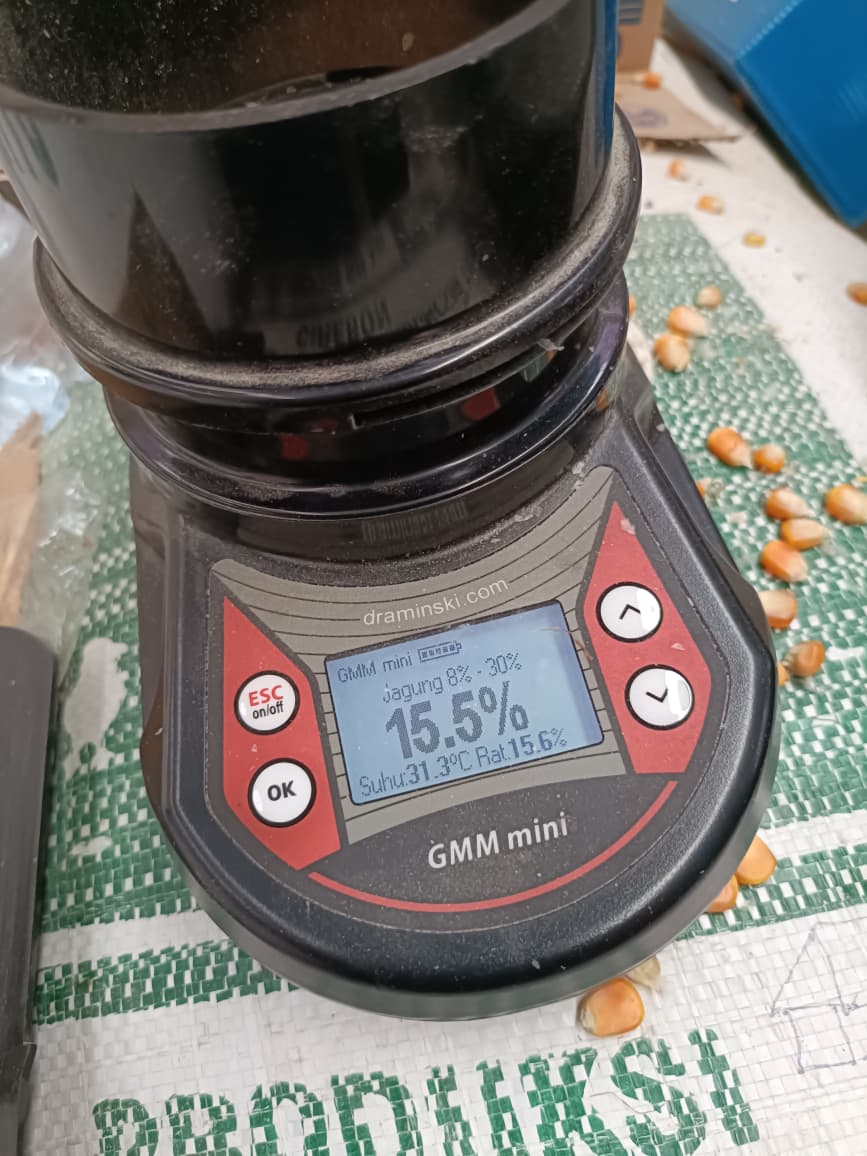 draminski.com
GMM mini
Jagung 8% - 30%
15.5%
Suhu:31.3°C Rat:15.6%
ESC
on/off
OK
GMM mini
PRODUKSI